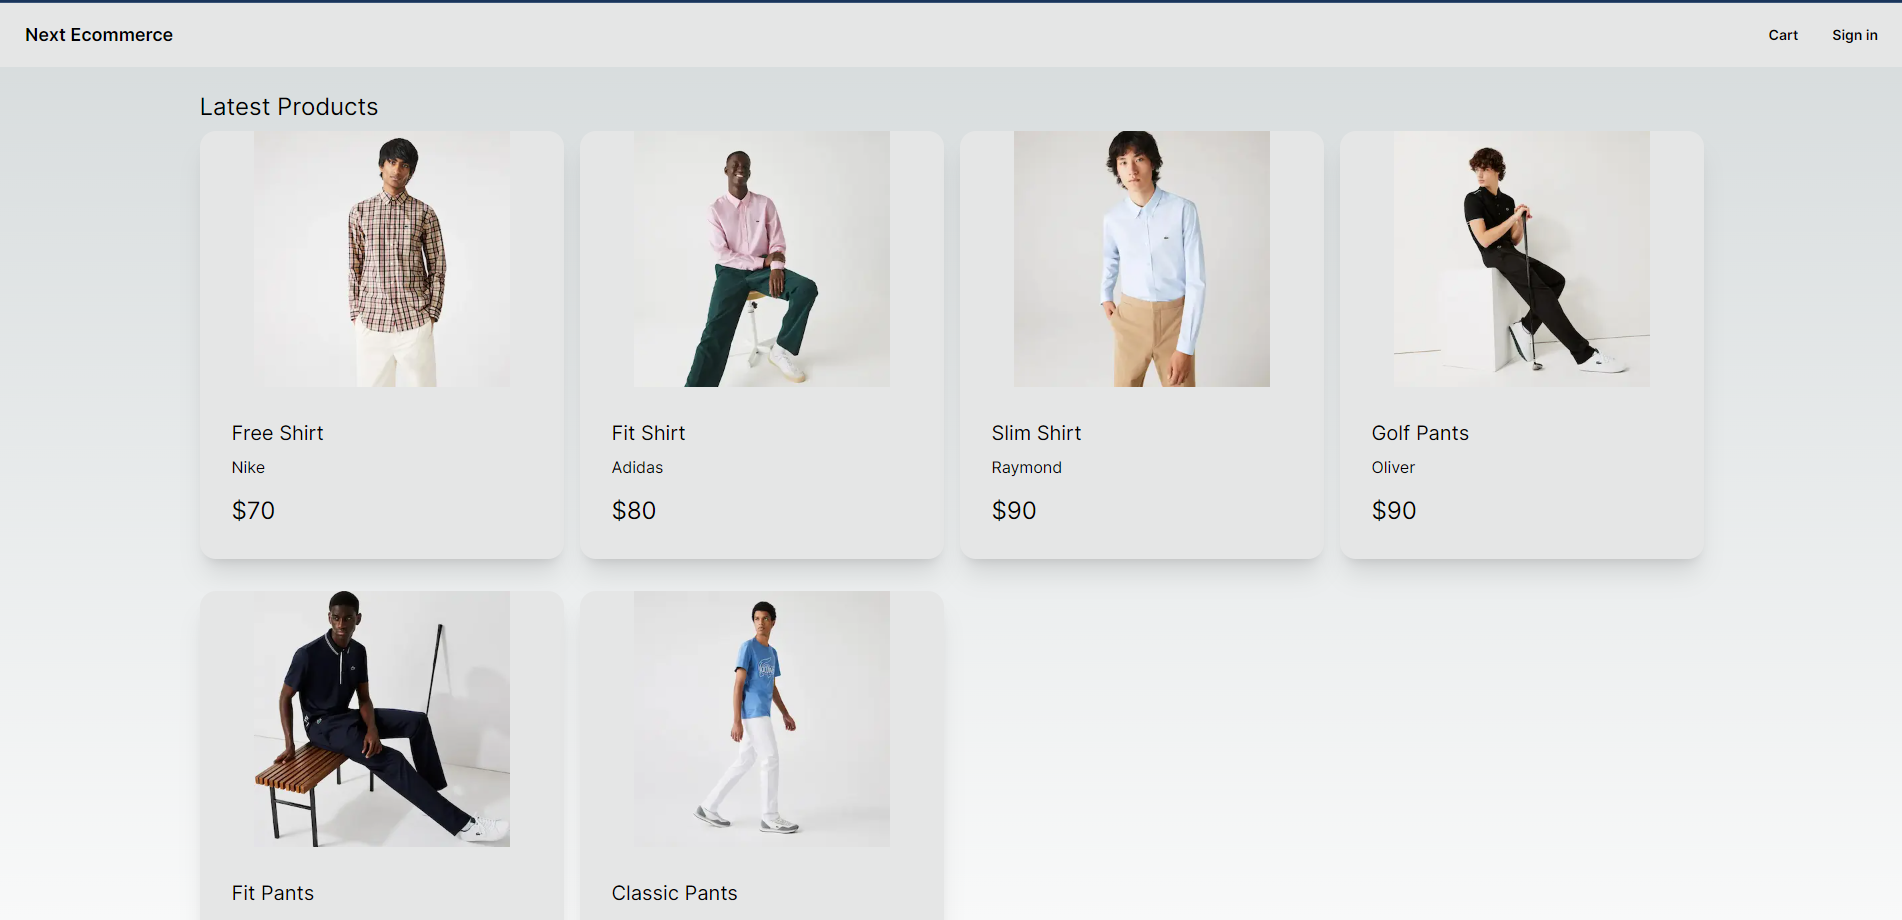 Next Ecommerce
Cart
Sign in
Latest Products
Free Shirt
Nike
$70
Fit Shirt
Adidas
$80
Slim Shirt
Raymond
$90
Golf Pants
Oliver
$90
Fit Pants
Classic Pants